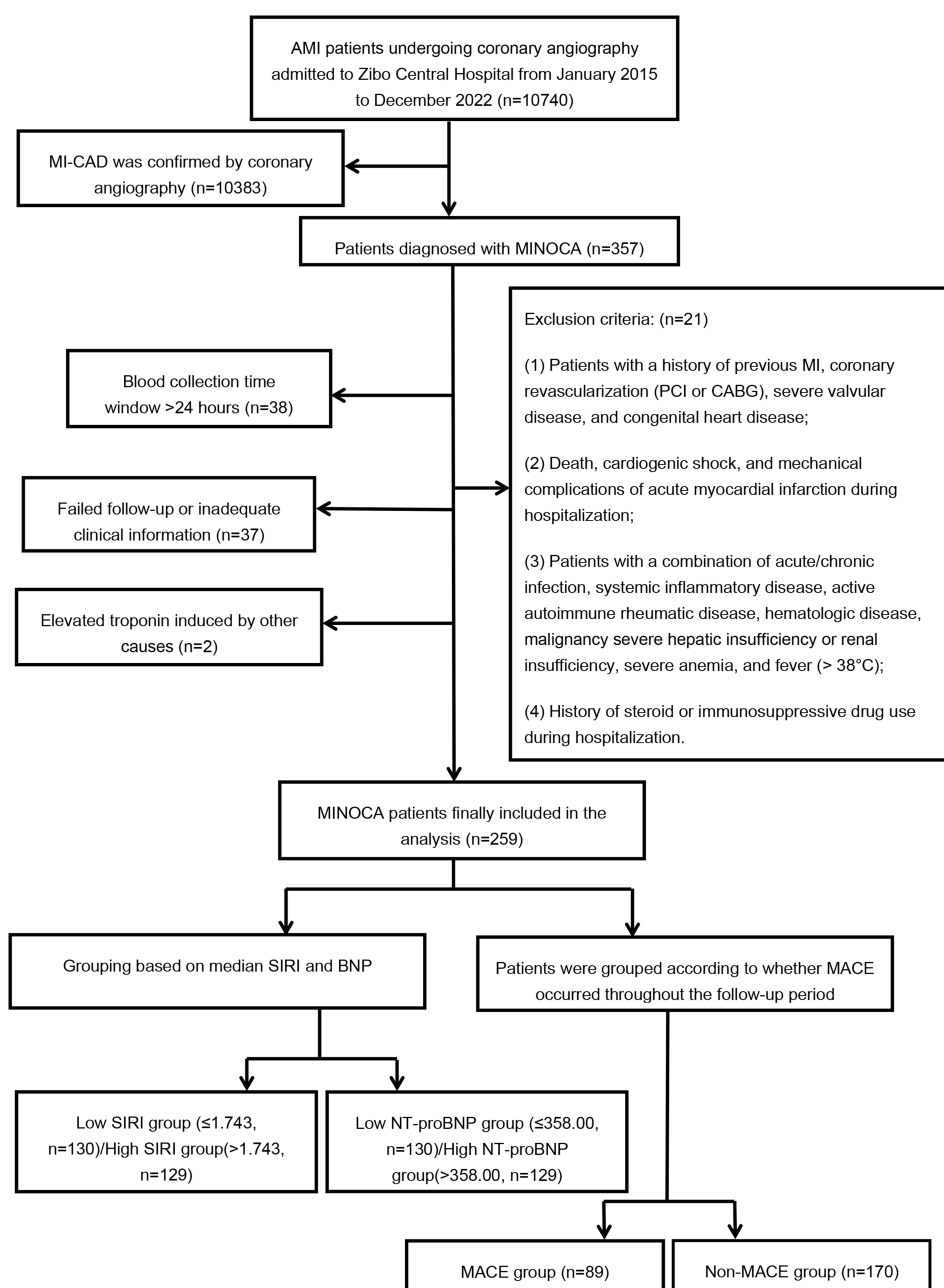 AMI patients undergoing coronary angiography
admitted to Zibo Central Hospital from January 2015
to December 2022 (n=10740)
MI-CAD was confirmed by coronary
angiography (n=10383)
Patients diagnosed with MINOCA (n=357)
Exclusion criteria: (n=21)
(1) Patients with a history of previous MI, coronary
revascularization (PCI or CABG), severe valvular
disease, and congenital heart disease;
(2) Death, cardiogenic shock, and mechanical
complications of acute myocardial infarction during
hospitalization;
(3) Patients with a combination of acute/chronic
infection, systemic inflammatory disease, active
autoimmune rheumatic disease, hematologic disease,
malignancy severe hepatic insufficiency or renal
insufficiency, severe anemia, and fever (> 38°C);
(4) History of steroid or immunosuppressive drug use
during hospitalization.
Blood collection time
window >24 hours (n=38)
Failed follow-up or inadequate
clinical information (n=37)
Elevated troponin induced by other
causes (n=2)
MINOCA patients finally included in the
analysis (n=259)
Grouping based on median SIRI and BNP
Patients were grouped according to whether MACE
occurred throughout the follow-up period
Low SIRI group (≤1.743,
n=130)/High SIRI group(>1.743,
n=129)
Low NT-proBNP group (≤358.00,
n=130)/High NT-proBNP
group(>358.00, n=129)
MACE group (n=89)
Non-MACE group (n=170)